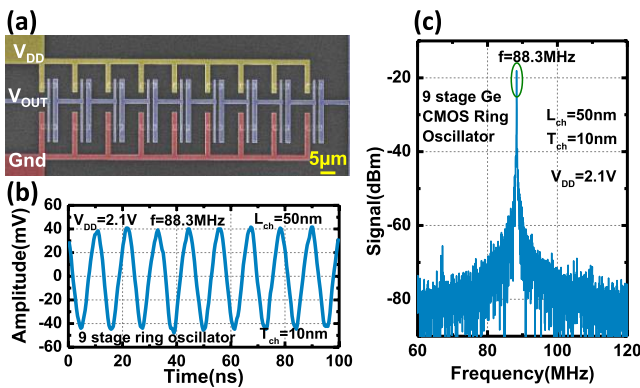 (a)
V_DD
V_OUT
Gnd
5μm
(b)
Amplitude(mV)
60
40
20
0
-20
-40
-60
V_DD=2.1V f=88.3MHz L_ch=50nm
9 stage ring oscillator T_ch=10nm
0 20 40 60 80 100
Time(ns)
(c)
Signal(dBm)
-20
-40
-60
-80
f=88.3MHz
9 stage Ge
CMOS Ring
Oscillator
L_ch=50nm
T_ch=10nm
V_DD=2.1V
60 80 100 120
Frequency(MHz)